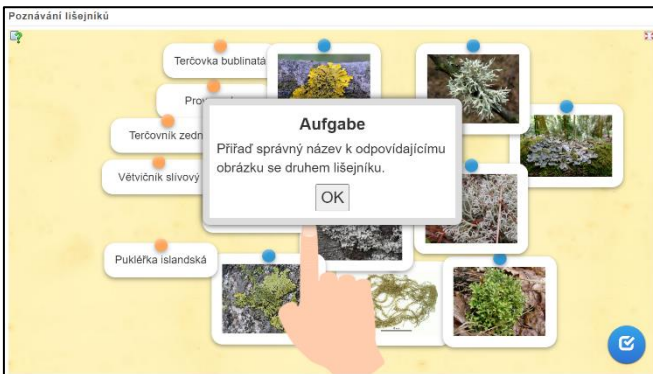 Poznávání lišejníků
Terčovka bublinatá
Terčovník
Větvičník slívový
Pukléřka islandská
Aufgabe
Přiřaď správný název k odpovídajícímu
obrázku se druhem lišejníku.
OK